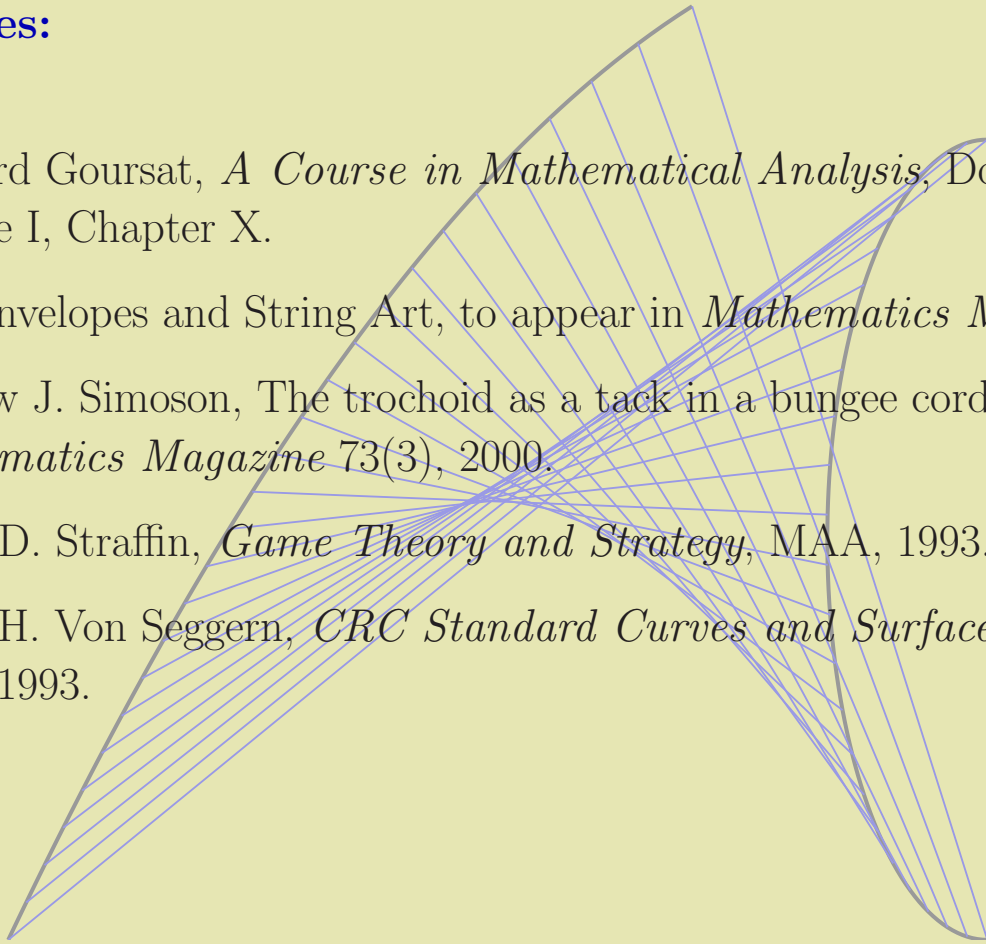 es:
rd Goursat, A Course in Mathematical Analysis, Do
e I, Chapter X.
nvelopes and String Art, to appear in Mathematics M
w J. Simoson, The trochoid as a tack in a bungee cord
matics Magazine 73(3), 2000.
D. Straffin, Game Theory and Strategy, MAA, 1993.
H. Von Seggern, CRC Standard Curves and Surface
1993.